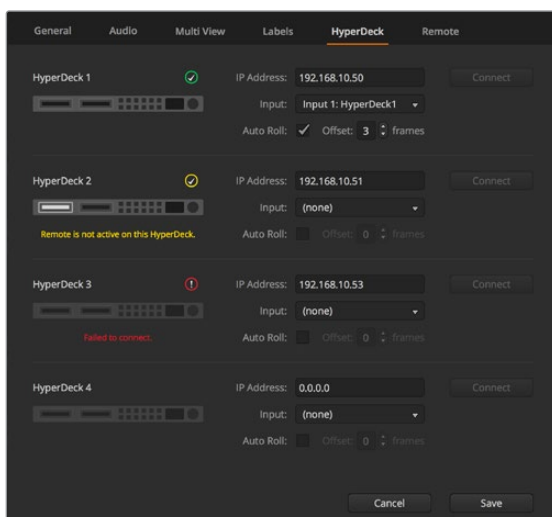 General Audio Multi View Labels HyperDeck Remote
HyperDeck 1 IP Address: 192.168.10.50 Connect
Input: Input 1: HyperDeck1
Auto Roll: Offset: 3 frames
HyperDeck 2 IP Address: 192.168.10.51 Connect
Input: (none)
Remote is not active on this HyperDeck. Auto Roll: Offset: 0 frames
HyperDeck 3 IP Address: 192.168.10.53 Connect
Input: (none)
Failed to connect. Auto Roll: Offset: 0 frames
HyperDeck 4 IP Address: 0.0.0.0 Connect
Input: (none)
Auto Roll: Offset: 0 frames
Cancel Save